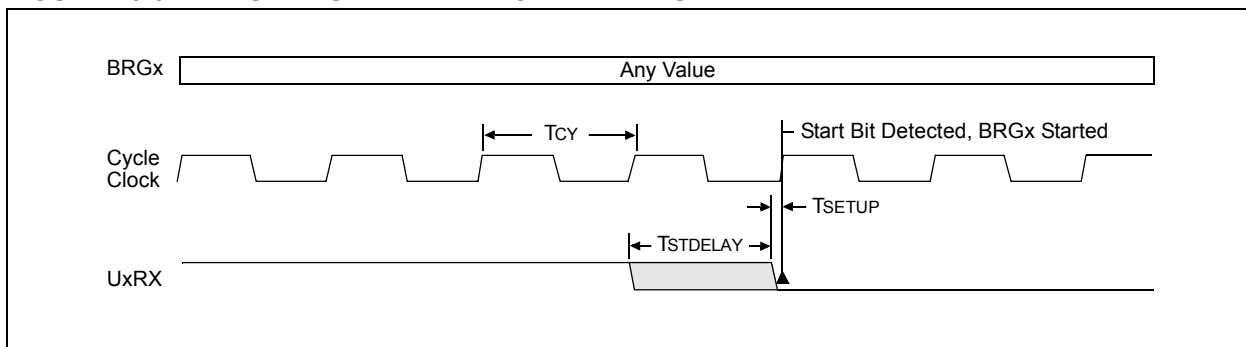 BRGx
Any Value
TCY
Start Bit Detected, BRGx Started
Cycle
Clock
TSETUP
TSTDELAY
UxRX